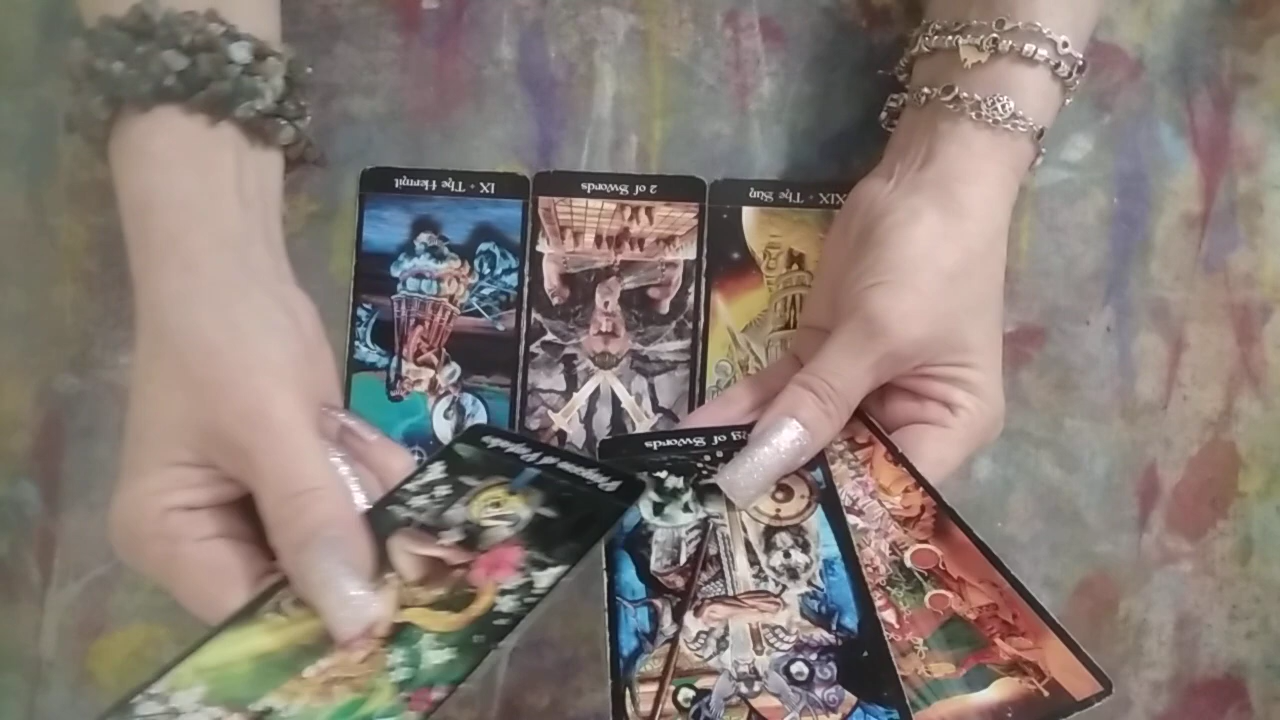 IX • The Hermit
2 of Swords
XIX • The Sun
of Swords